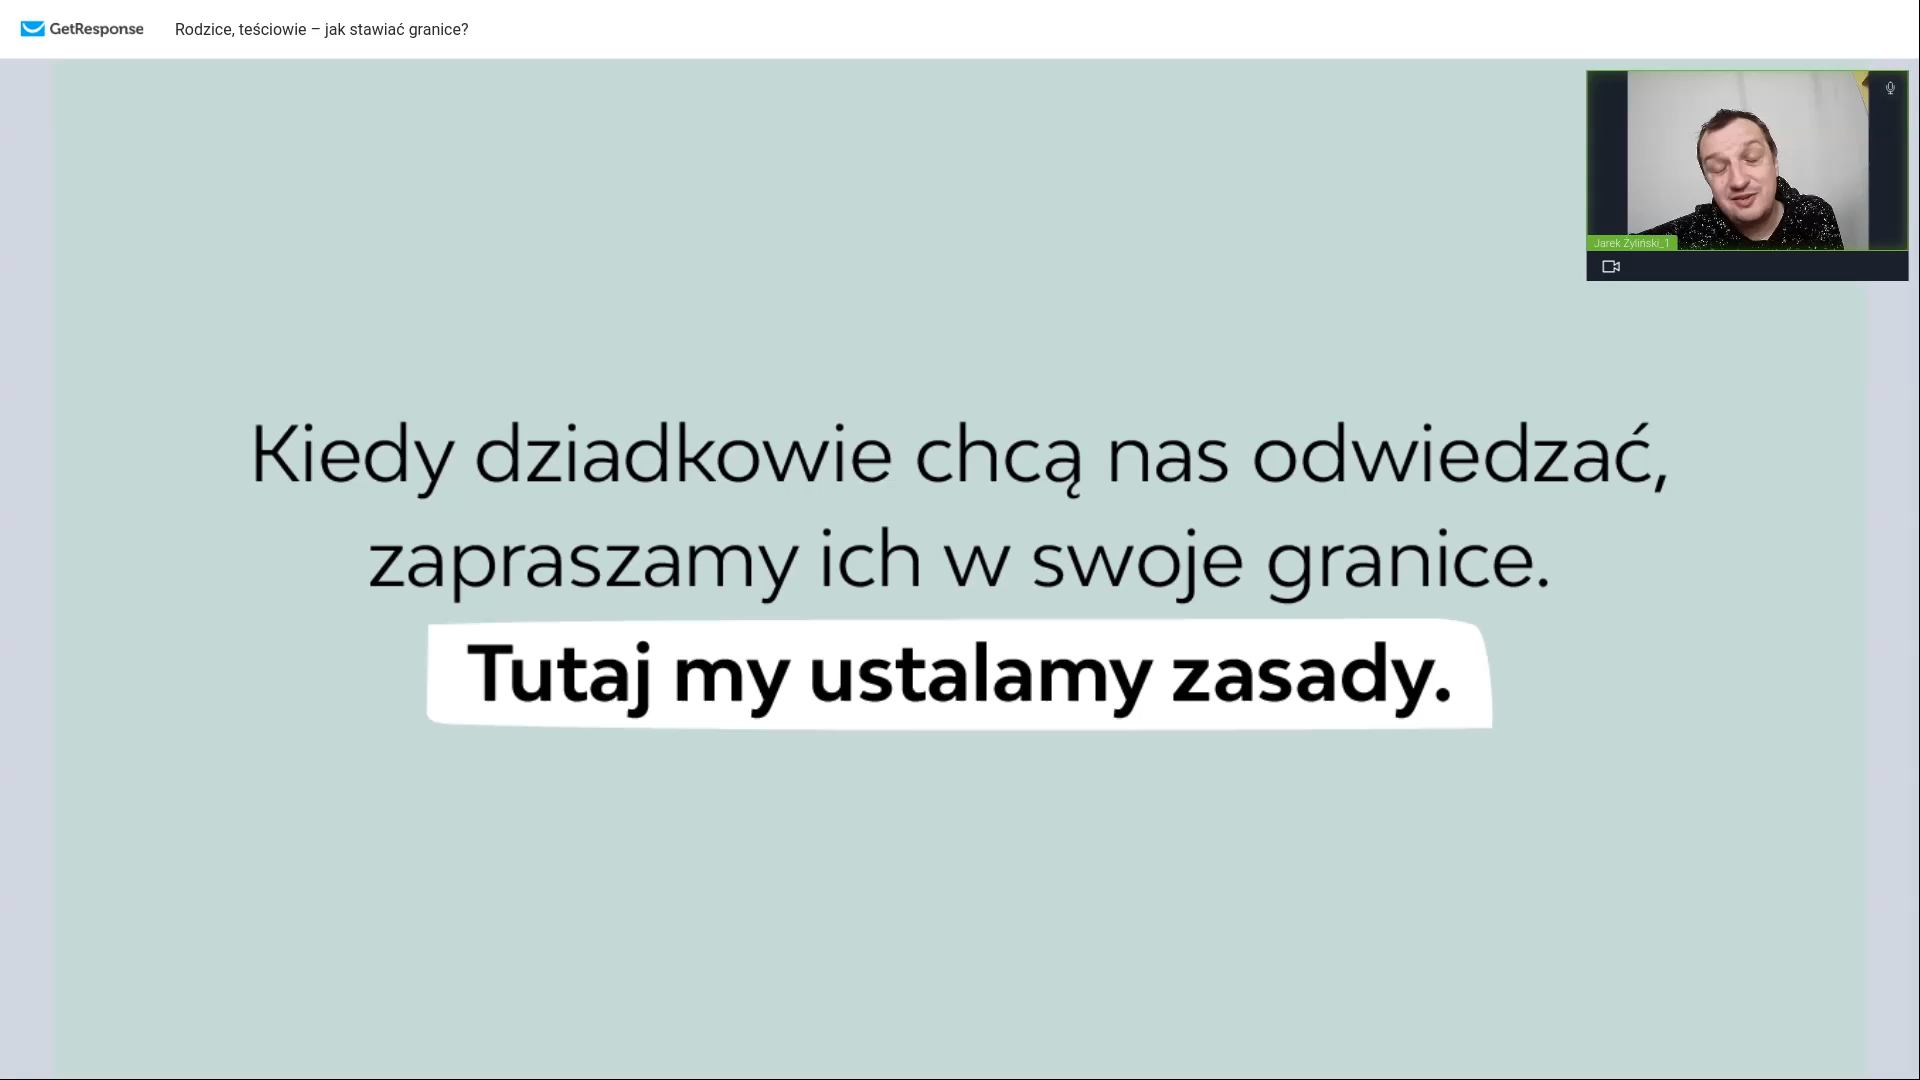 GetResponse
Rodzice, teściowie – jak stawiać granice?
Jarek Żyliński_1
Kiedy dziadkowie chcą nas odwiedzać,
zapraszamy ich w swoje granice.
Tutaj my ustalamy zasady.